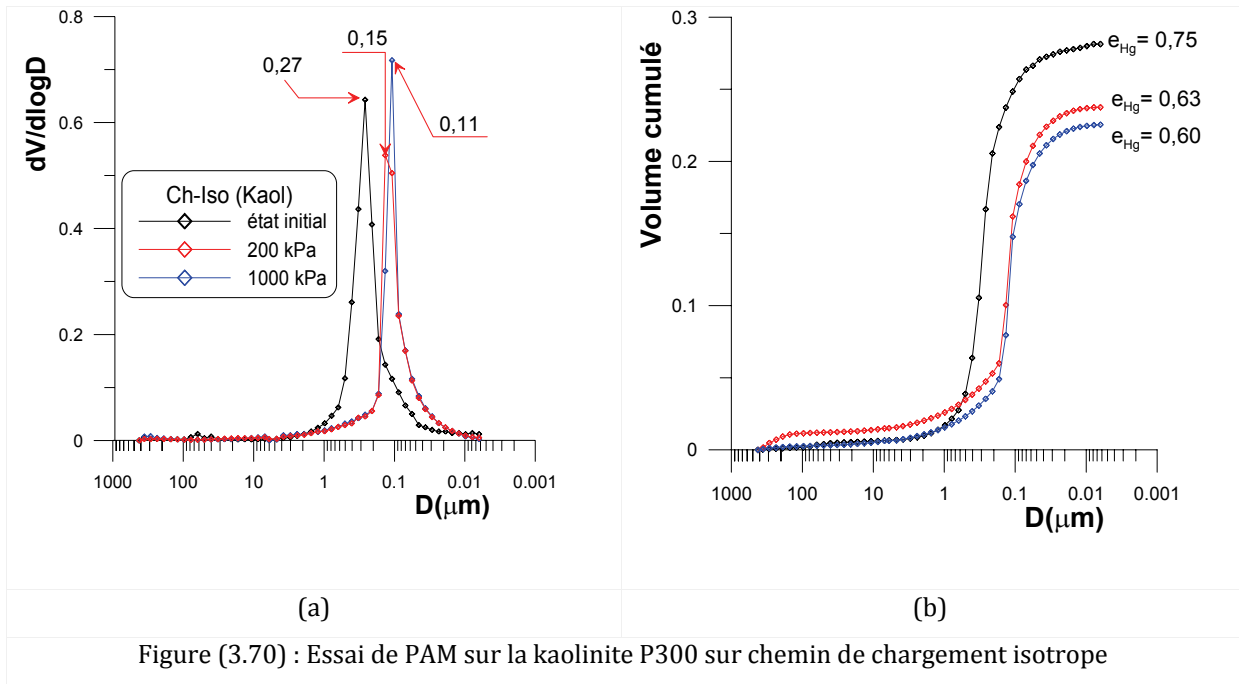 0.8
0.6
0.4
0.2
0
dV/dlogD
0,15
0,27
0,11
Ch-Iso (Kaol)
état initial
200 kPa
1000 kPa
1000
100
10
1
0.1
0.01
0.001
D(μm)
(a)
0.3
0.2
0.1
0
Volume cumulé
eHg= 0,75
eHg= 0,63
eHg= 0,60
1000
100
10
1
0.1
0.01
0.001
D(μm)
(b)
Figure (3.70) : Essai de PAM sur la kaolinite P300 sur chemin de chargement isotrope